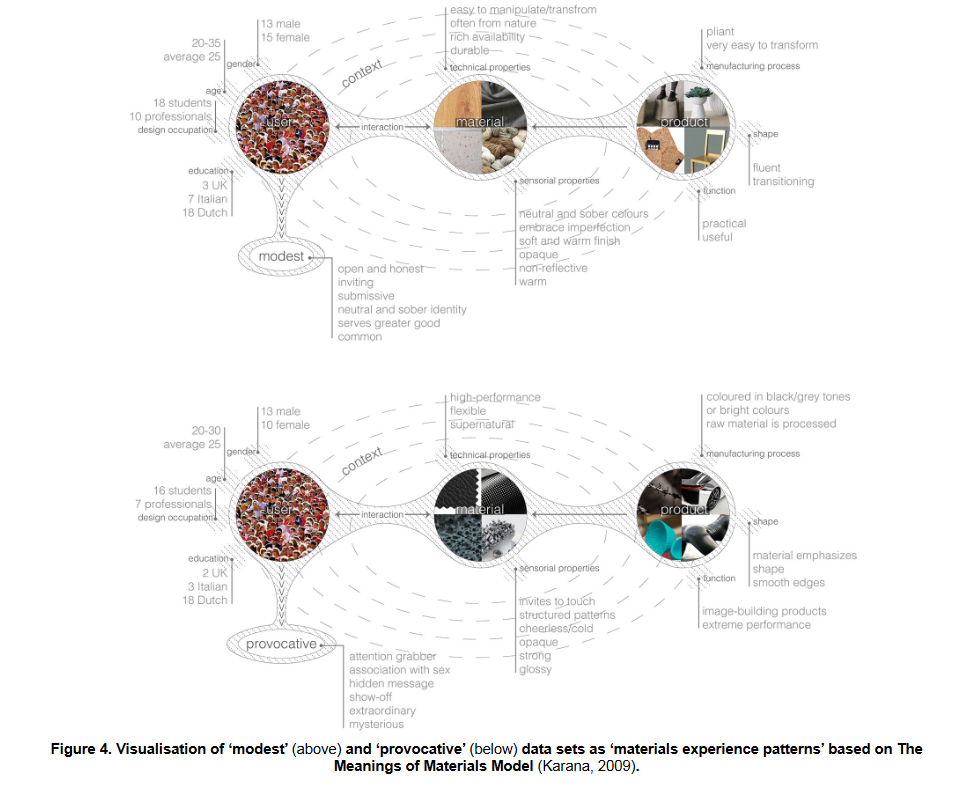 easy to manipulate/transfrom
often from nature
rich availability
durable
technical properties
13 male
15 female
gender
20-35
average 25
age
18 students
10 professionals
design occupation
education
3 UK
7 Italian
18 Dutch
context
user
interaction
material
product
pliant
very easy to transform
manufacturing process
shape
fluent
transitioning
function
practical
useful
sensorial properties
neutral and sober colours
embrace imperfection
soft and warm finish
opaque
non-reflective
warm
modest
open and honest
inviting
submissive
neutral and sober identity
serves greater good
common
high-performance
flexible
supernatural
technical properties
13 male
10 female
gender
20-30
average 25
age
16 students
7 professionals
design occupation
education
2 UK
3 Italian
18 Dutch
context
user
interaction
material
product
coloured in black/grey tones
or bright colours
raw material is processed
manufacturing process
shape
material emphasizes
shape
smooth edges
function
image-building products
extreme performance
sensorial properties
invites to touch
structured patterns
cheerless/cold
opaque
strong
glossy
provocative
attention grabber
association with sex
hidden message
show-off
extraordinary
mysterious
Figure 4. Visualisation of ‘modest’ (above) and ‘provocative’ (below) data sets as ‘materials experience patterns’ based on The
Meanings of Materials Model (Karana, 2009).